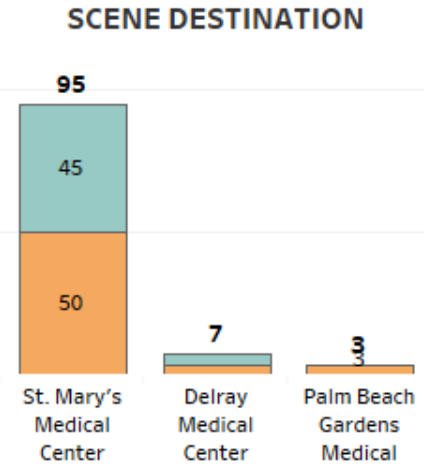 SCENE DESTINATION
95
45
50
7
3
3
St. Mary's
Medical
Center
Delray
Medical
Center
Palm Beach
Gardens
Medical